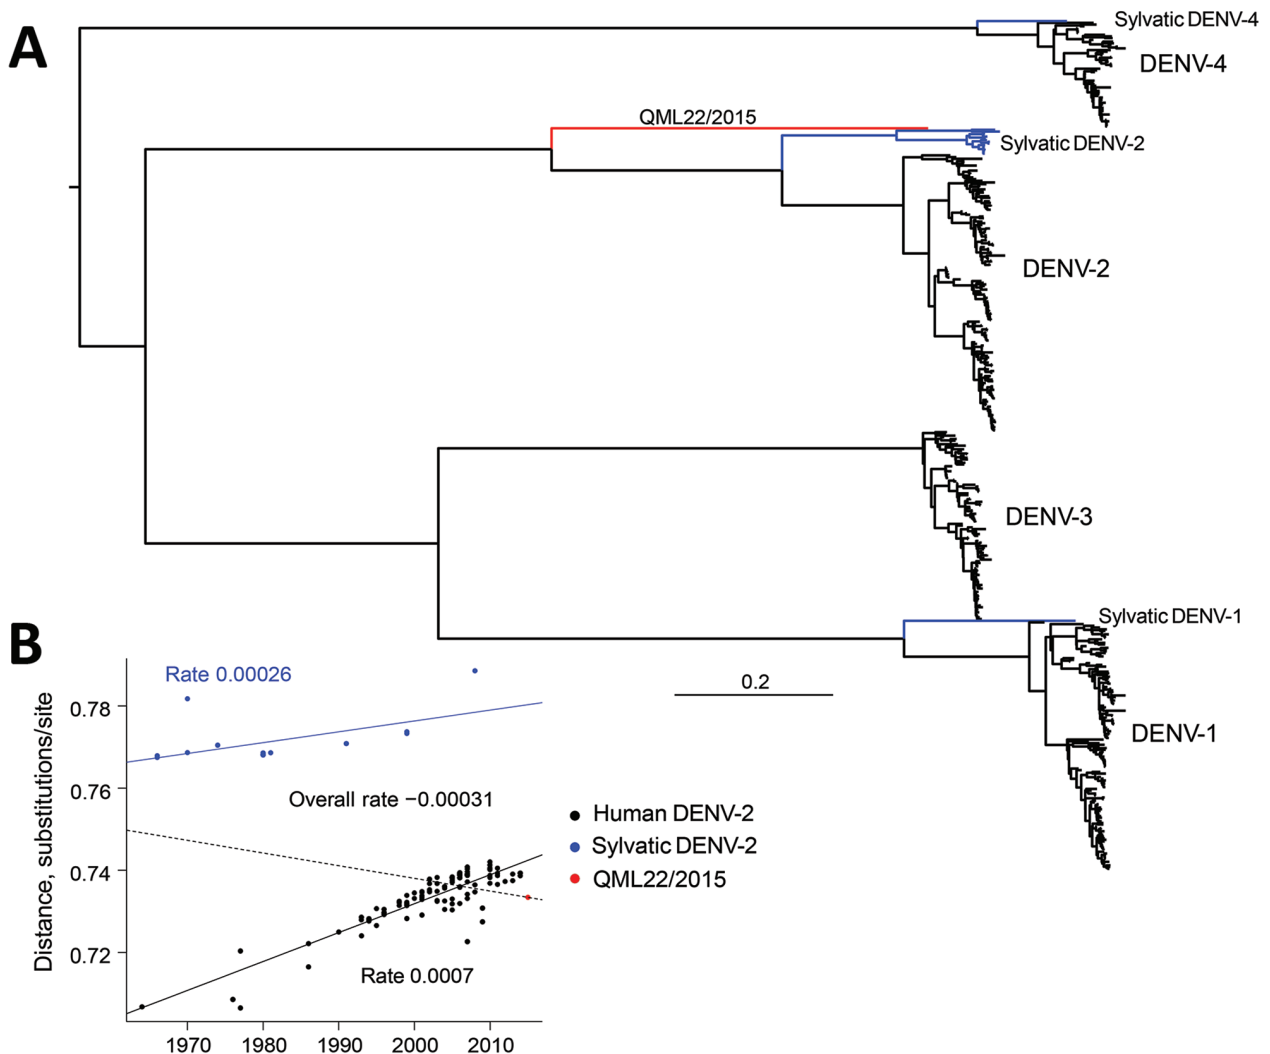 A
Sylvatic DENV-4
DENV-4
QML22/2015
Sylvatic DENV-2
DENV-2
DENV-3
Sylvatic DENV-1
DENV-1
0.2
B
Distance, substitutions/site
0.78
0.76
0.74
0.72
Rate 0.00026
Overall rate −0.00031
Rate 0.0007
1970 1980 1990 2000 2010
Human DENV-2
Sylvatic DENV-2
QML22/2015